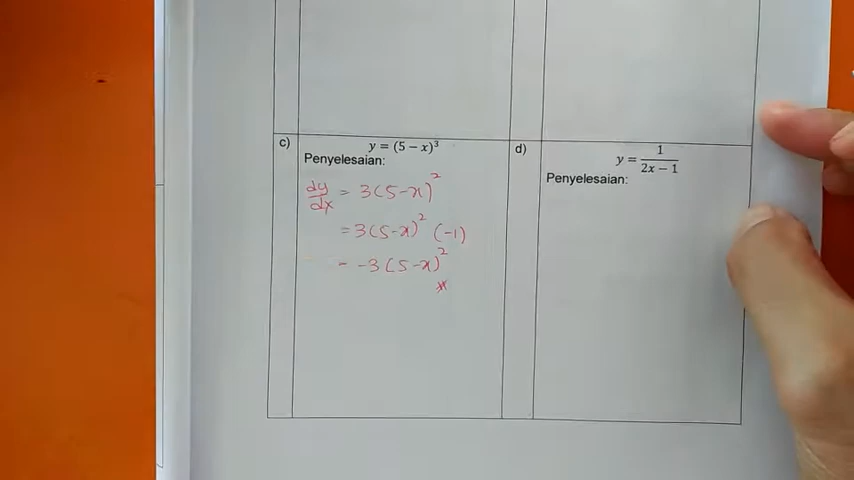 c)
y = (5 − x)³
Penyelesaian:
dy/dx = 3(5-x)²
= 3(5-x)² (-1)
= -3(5-x)²
d)
y = 1/(2x − 1)
Penyelesaian: